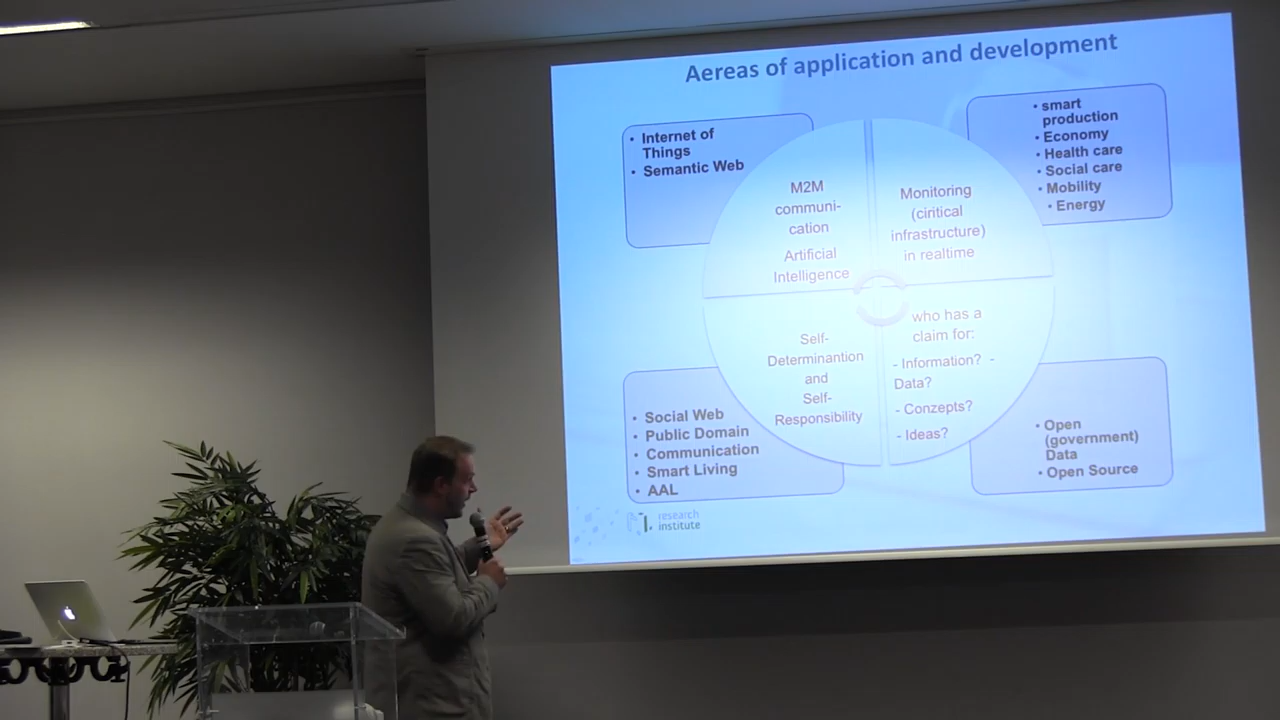 Aereas of application and development
• Internet of
Things
• Semantic Web
M2M
communi-
cation
Artificial
Intelligence
Monitoring
(ciritical
infrastructure)
in realtime
• smart
production
• Economy
• Health care
• Social care
• Mobility
• Energy
• Social Web
• Public Domain
• Communication
• Smart Living
• AAL
Self-
Determinantion
and
Self-
Responsibility
who has a
claim for:
- Information? -
Data?
- Conzepts?
- Ideas?
• Open
(government)
Data
• Open Source
research
institute